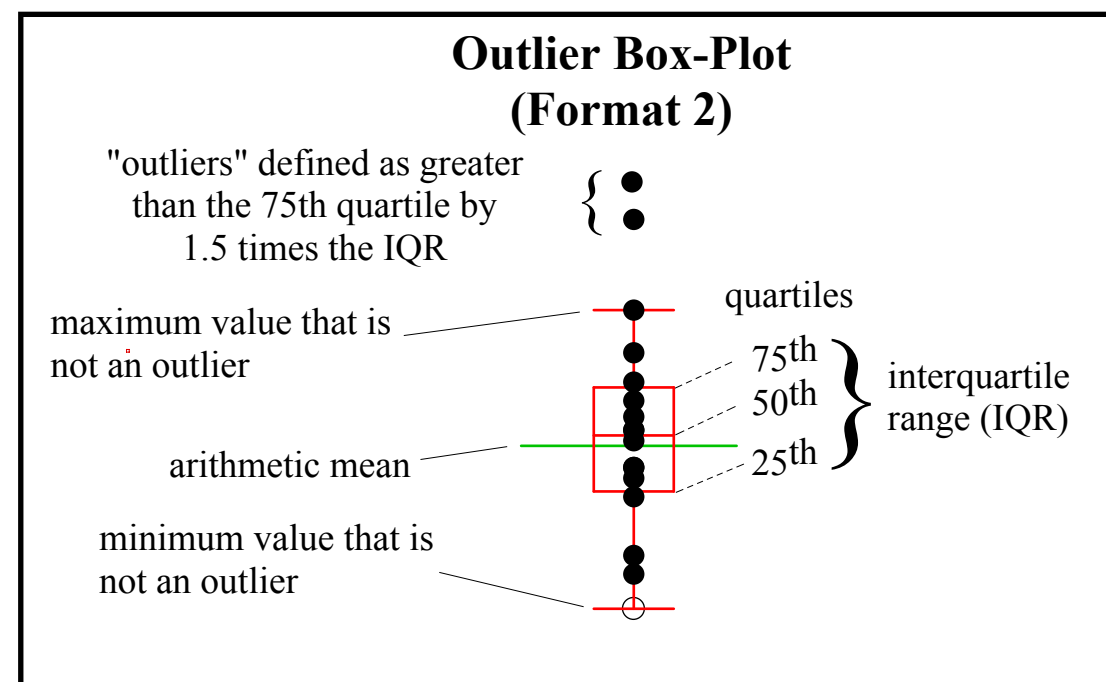 Outlier Box-Plot
(Format 2)
"outliers" defined as greater
than the 75th quartile by
1.5 times the IQR
quartiles
maximum value that is
not an outlier
75th
50th
25th
interquartile
range (IQR)
arithmetic mean
minimum value that is
not an outlier